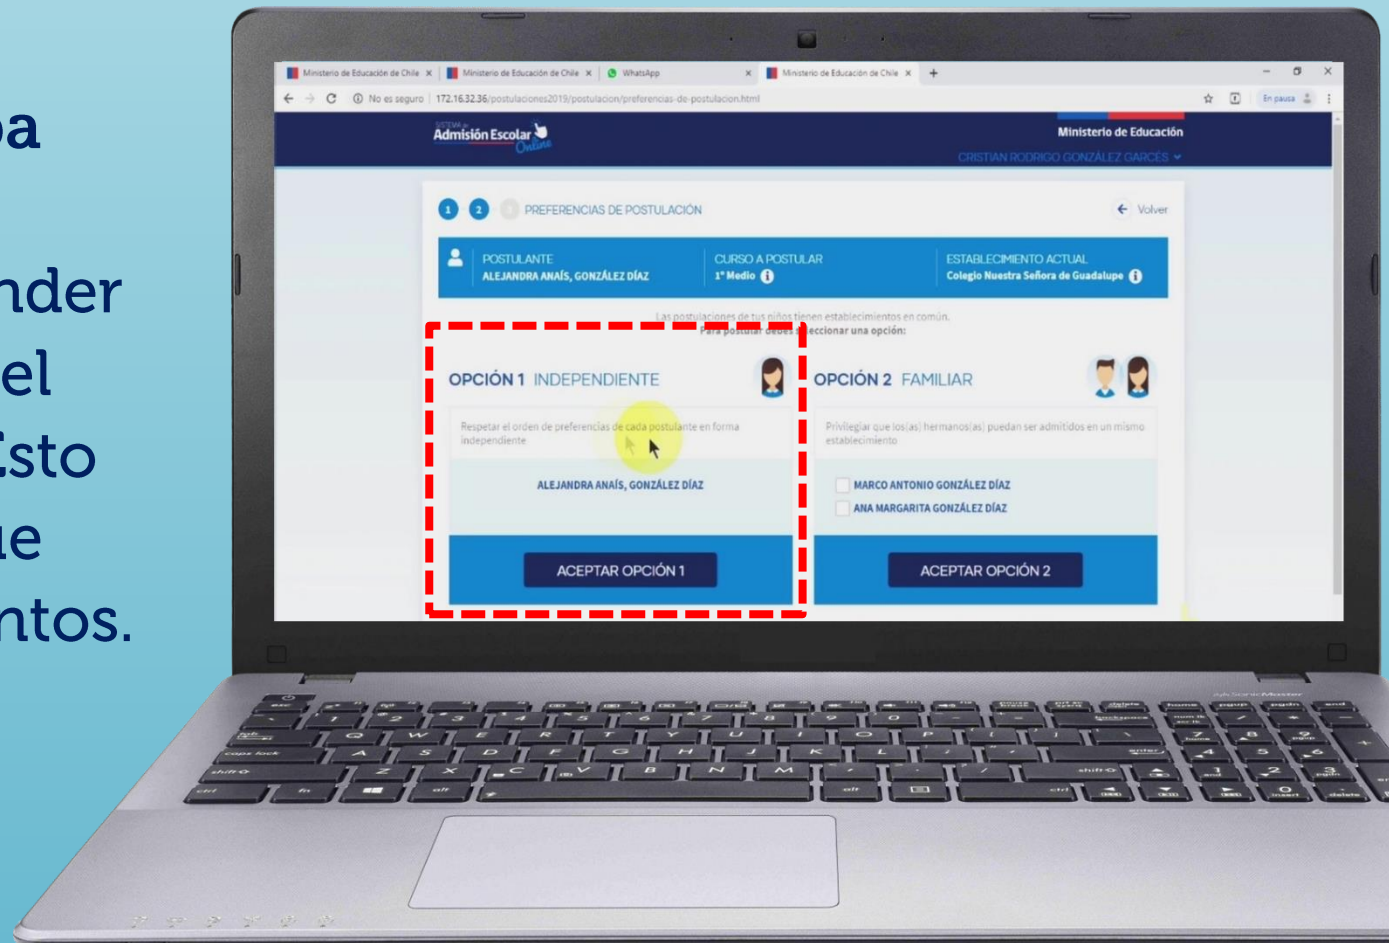 oa
nder
el
Esto
ue
ntos.
Ministerio de Educación de Chile
Ministerio de Educación de Chile
WhatsApp
Ministerio de Educación de Chile
No es seguro
172.16.32.36/postulaciones2019/postulacion/preferencias-de-postulacion.html
En pausa
SISTEMA de
Admisión Escolar
Online
Ministerio de Educación
CRISTIAN RODRIGO GONZÁLEZ GARCÉS
1 2 PREFERENCIAS DE POSTULACIÓN
Volver
POSTULANTE
ALEJANDRA ANAÍS, GONZÁLEZ DÍAZ
CURSO A POSTULAR
1° Medio
ESTABLECIMIENTO ACTUAL
Colegio Nuestra Señora de Guadalupe
Las postulaciones de tus niños tienen establecimientos en común.
Para postular debes seleccionar una opción:
OPCIÓN 1 INDEPENDIENTE
Respetar el orden de preferencias de cada postulante en forma
independiente
ALEJANDRA ANAÍS, GONZÁLEZ DÍAZ
ACEPTAR OPCIÓN 1
OPCIÓN 2 FAMILIAR
Privilegiar que los(as) hermanos(as) puedan ser admitidos en un mismo
establecimiento
MARCO ANTONIO GONZÁLEZ DÍAZ
ANA MARGARITA GONZÁLEZ DÍAZ
ACEPTAR OPCIÓN 2